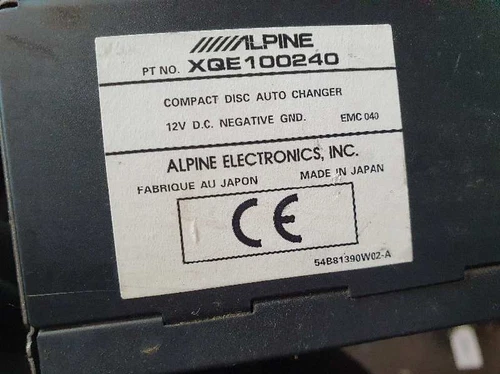 ALPINE
PT NO. XQE100240
COMPACT DISC AUTO CHANGER
12V D.C. NEGATIVE GND. EMC 040
ALPINE ELECTRONICS, INC.
FABRIQUE AU JAPON MADE IN JAPAN
CE
54B81390W02-A